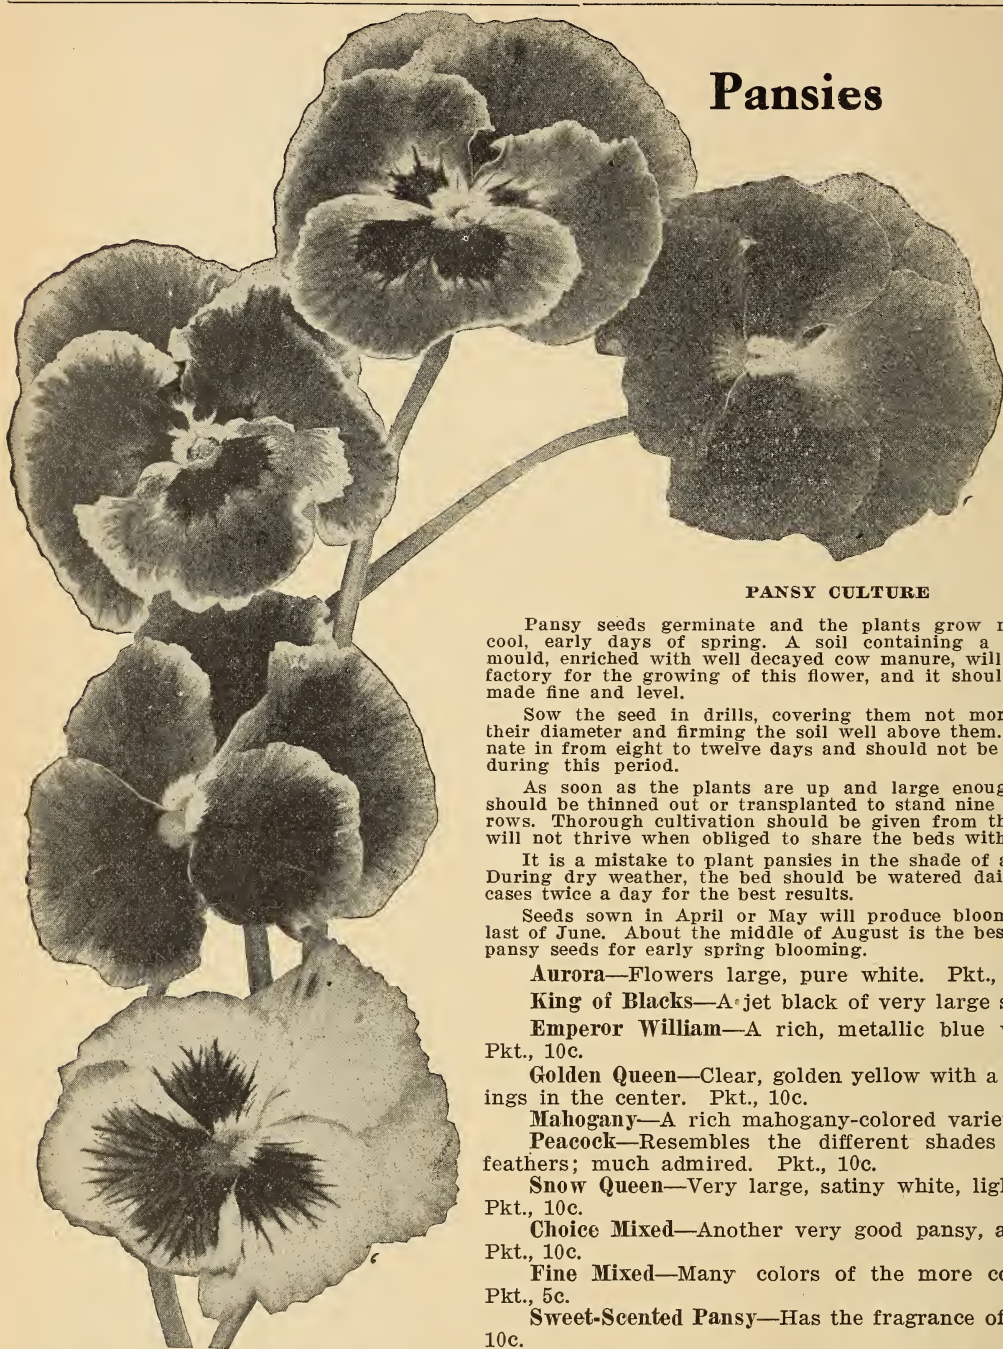 Pansies
PANSY CULTURE
Pansy seeds germinate and the plants grow
cool, early days of spring. A soil containing a
mould, enriched with well decayed cow manure, will
factory for the growing of this flower, and it shoul
made fine and level.
Sow the seed in drills, covering them not mor
their diameter and firming the soil well above them.
nate in from eight to twelve days and should not be
during this period.
As soon as the plants are up and large enoug
should be thinned out or transplanted to stand nine
rows. Thorough cultivation should be given from th
will not thrive when obliged to share the beds with
It is a mistake to plant pansies in the shade of a
During dry weather, the bed should be watered dai
cases twice a day for the best results.
Seeds sown in April or May will produce bloom
last of June. About the middle of August is the bes
pansy seeds for early spring blooming.
Aurora—Flowers large, pure white. Pkt.,
King of Blacks—A jet black of very large s
Emperor William—A rich, metallic blue
Pkt., 10c.
Golden Queen—Clear, golden yellow with a
ings in the center. Pkt., 10c.
Mahogany—A rich mahogany-colored varie
Peacock—Resembles the different shades
feathers; much admired. Pkt., 10c.
Snow Queen—Very large, satiny white, lig
Pkt., 10c.
Choice Mixed—Another very good pansy, a
Pkt., 10c.
Fine Mixed—Many colors of the more co
Pkt., 5c.
Sweet-Scented Pansy—Has the fragrance of
10c.